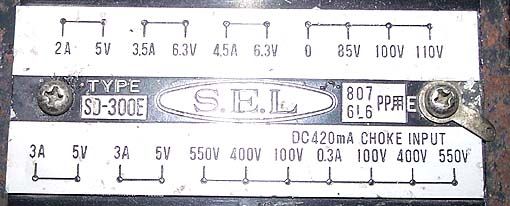 2A 5V 3.5A 6.3V 4.5A 6.3V 0 85V 100V 110V
TYPE
SD-300E S.E.L 807 6L6 PP用 E
DC420mA CHOKE INPUT
3A 5V 3A 5V 550V 400V 100V 0.3A 100V 400V 550V